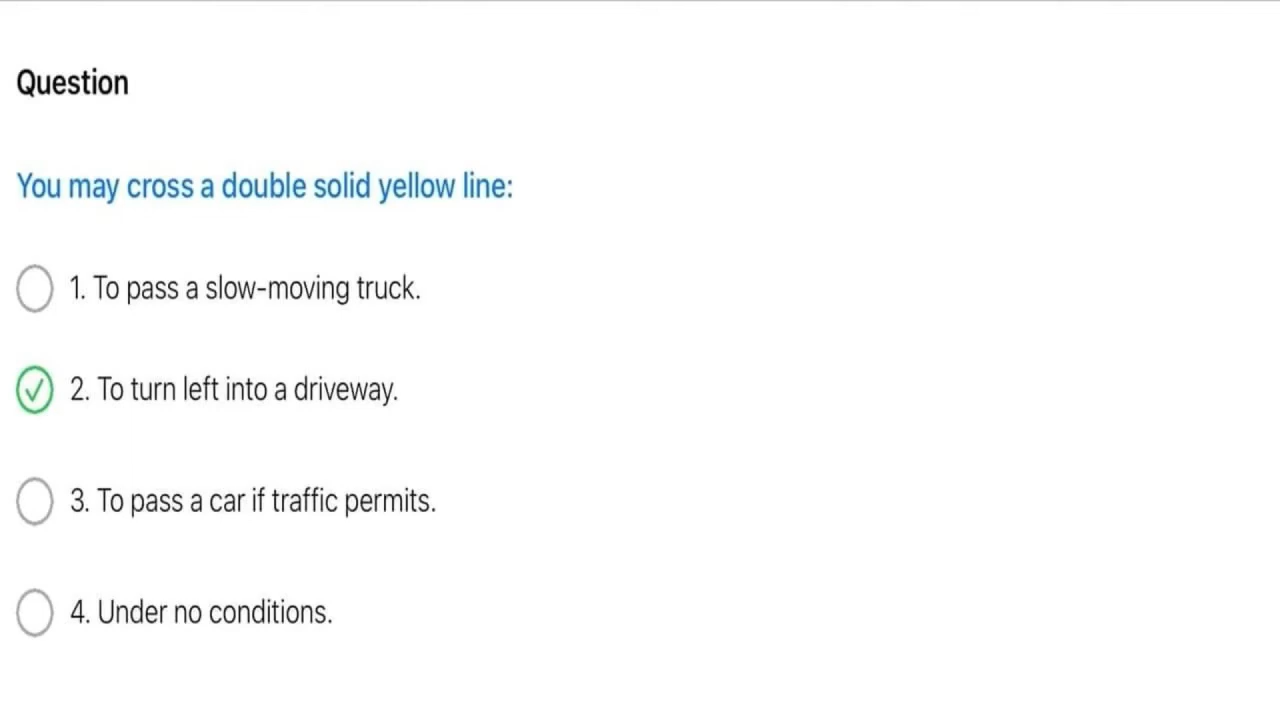 Question
You may cross a double solid yellow line:
1. To pass a slow-moving truck.
2. To turn left into a driveway.
3. To pass a car if traffic permits.
4. Under no conditions.